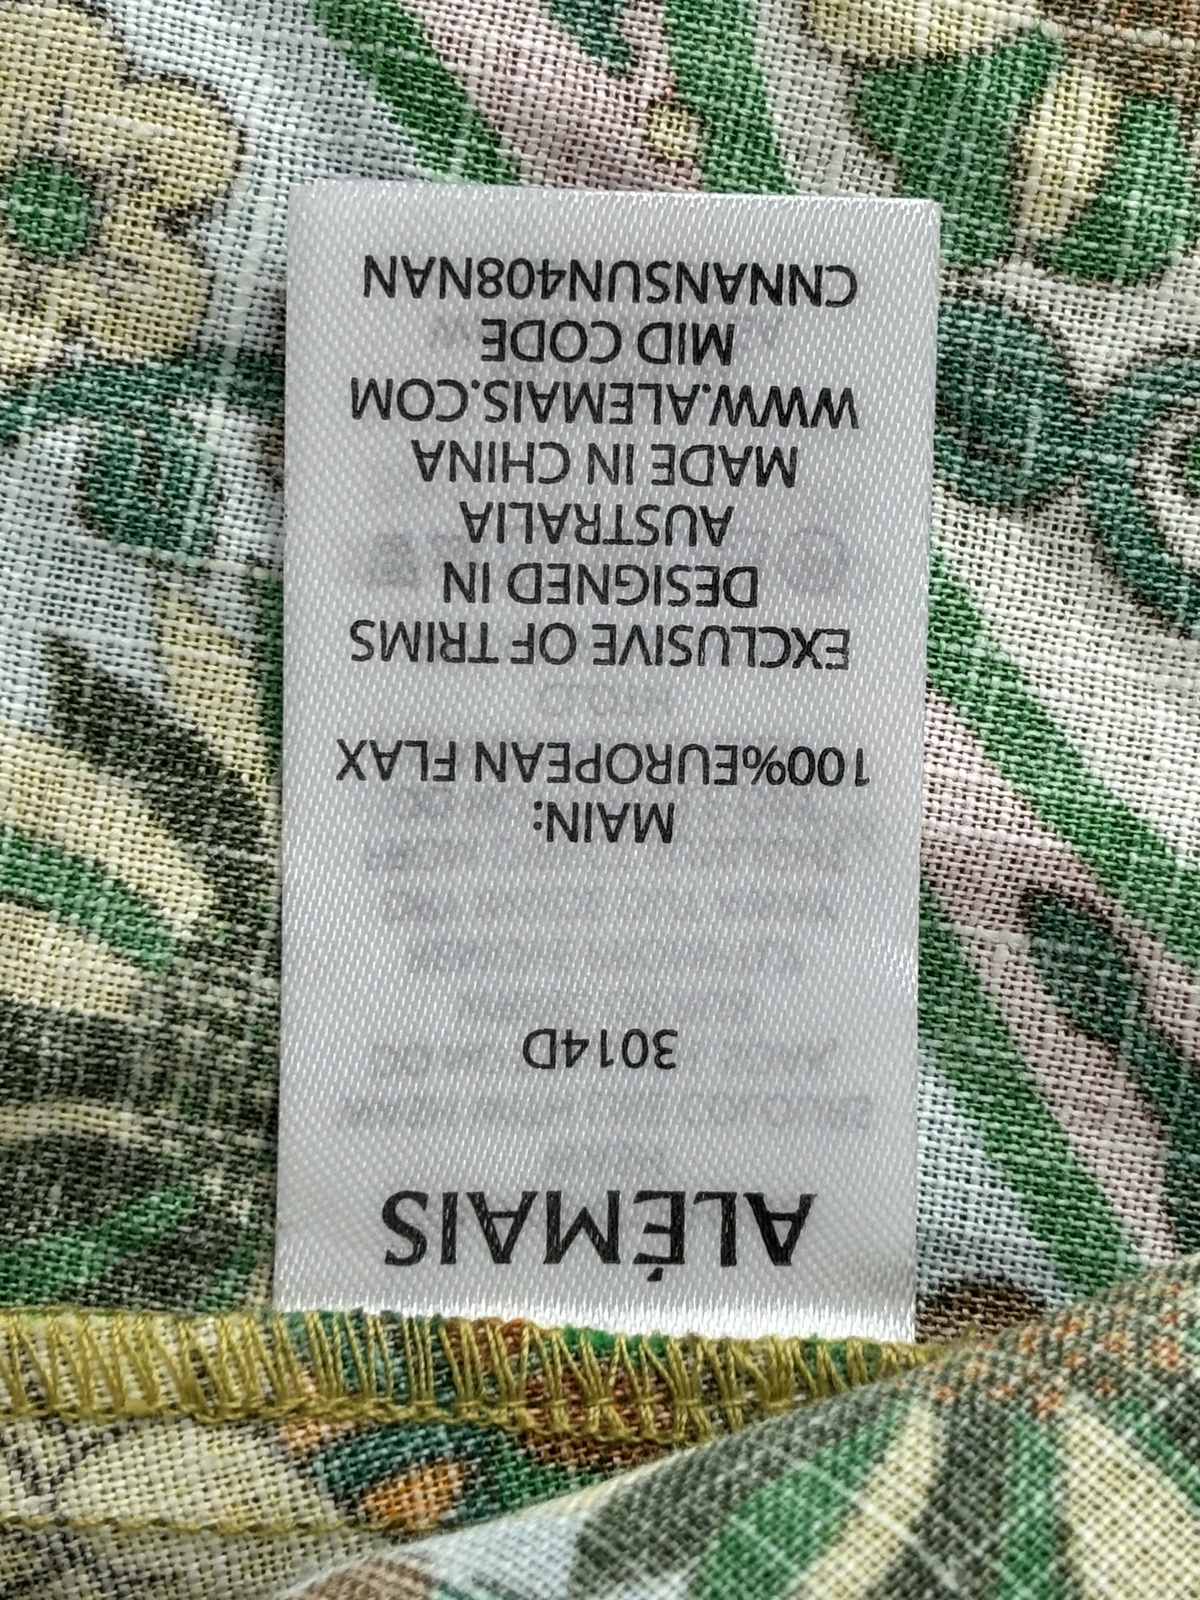 ALÉMAIS
3014D
MAIN:
100%EUROPEAN FLAX
EXCLUSIVE OF TRIMS
DESIGNED IN
AUSTRALIA
MADE IN CHINA
WWW.ALEMAIS.COM
MID CODE
CNNANSUN408NAN